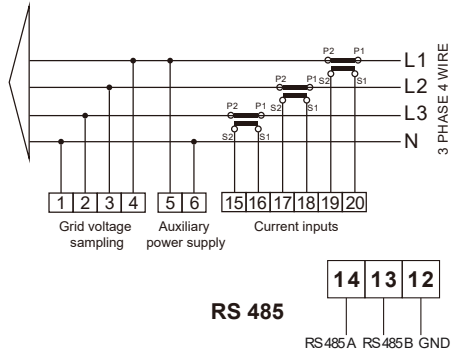 P2 P1 L1
S2 S1
P2 P1 L2
S2 S1
P2 P1 L3
S2 S1 N
3 PHASE 4 WIRE
1 2 3 4 5 6 15 16 17 18 19 20
Grid voltage sampling
Auxiliary power supply
Current inputs
14 13 12
RS 485
RS485A RS485B GND